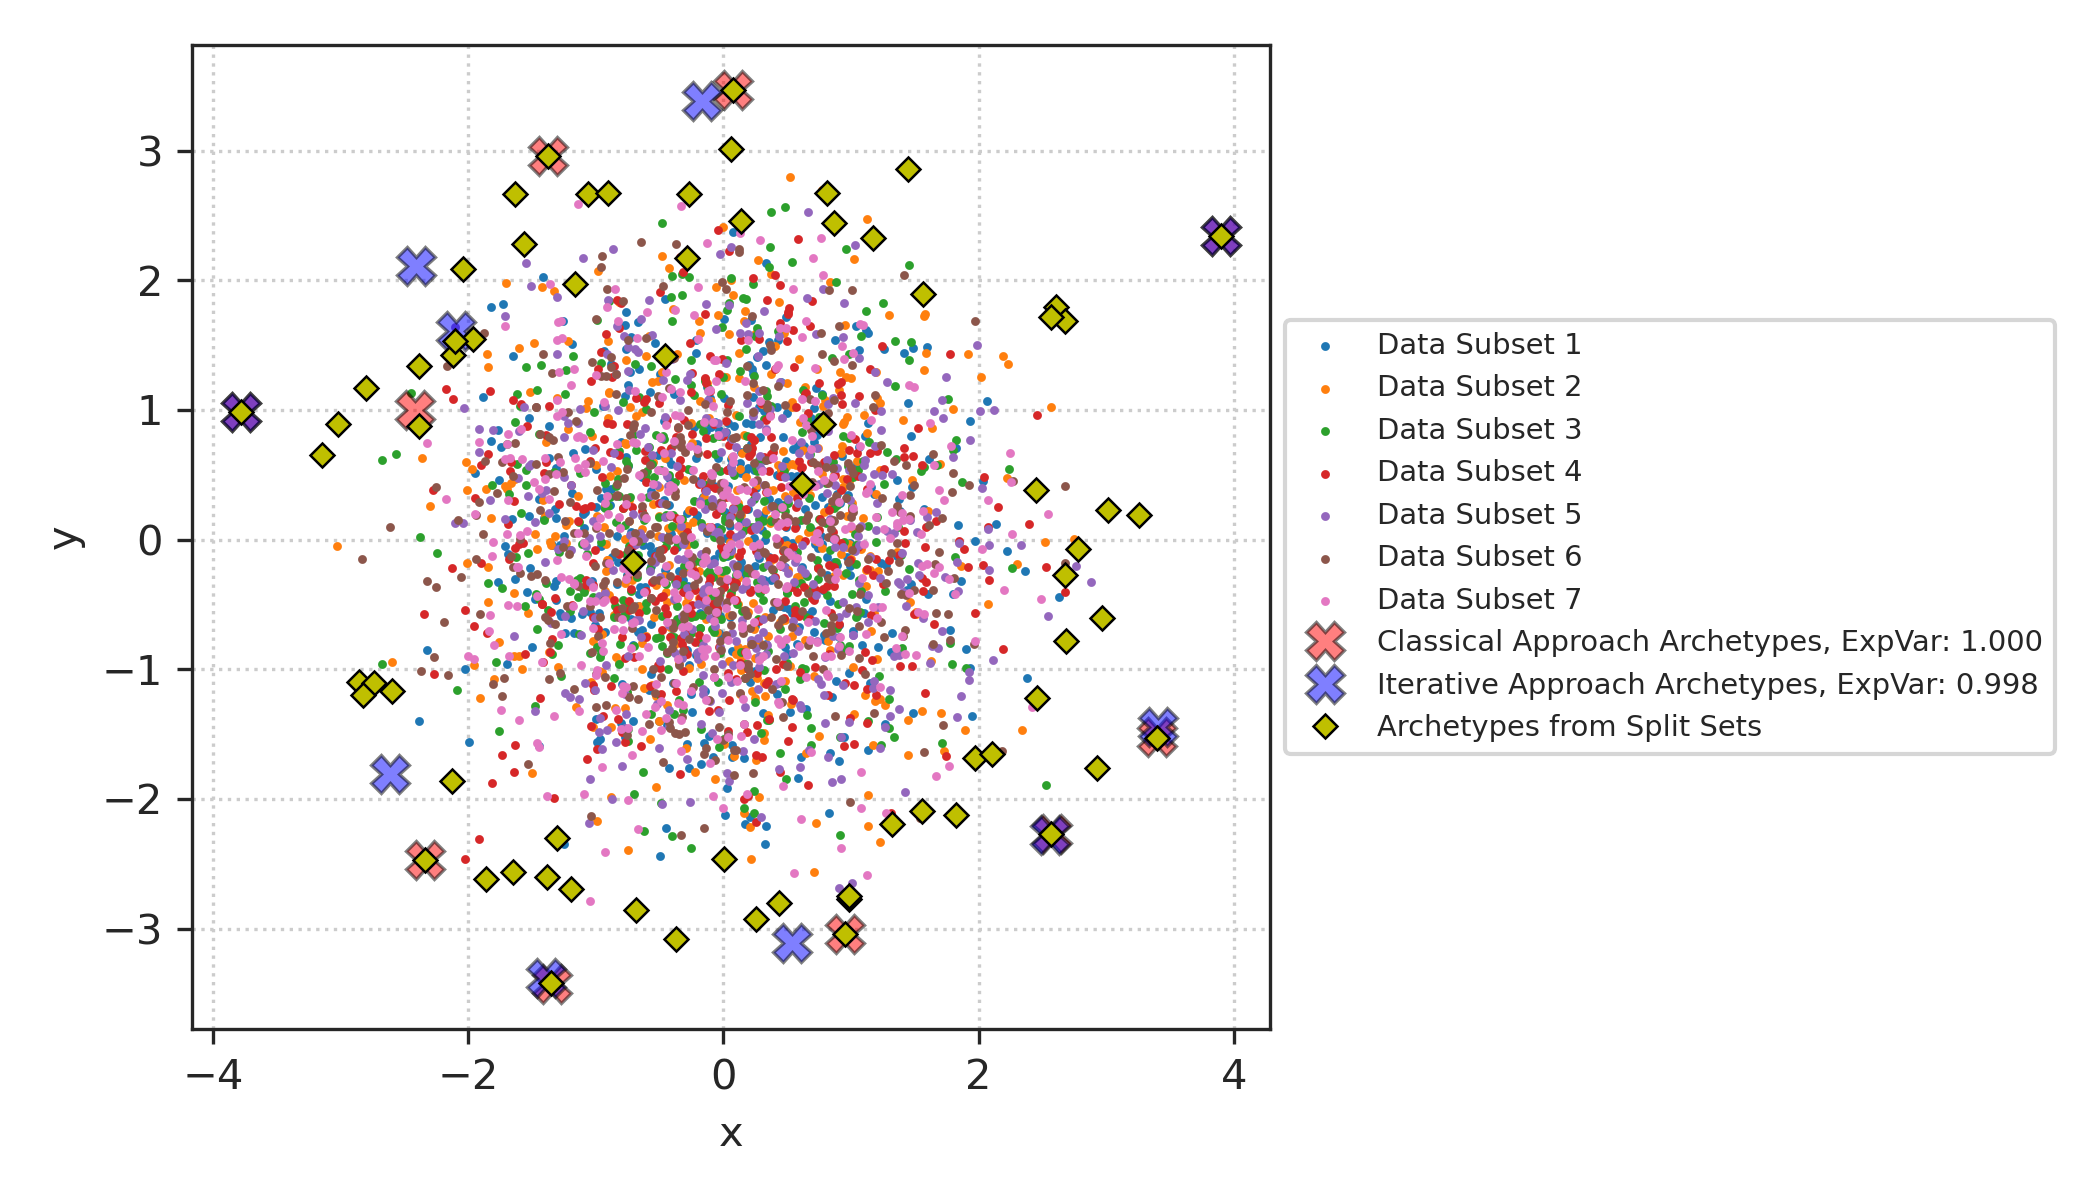 3
2
1
0
−1
−2
−3
y
−4
−2
0
2
4
x
Data Subset 1
Data Subset 2
Data Subset 3
Data Subset 4
Data Subset 5
Data Subset 6
Data Subset 7
Classical Approach Archetypes, ExpVar: 1.000
Iterative Approach Archetypes, ExpVar: 0.998
Archetypes from Split Sets